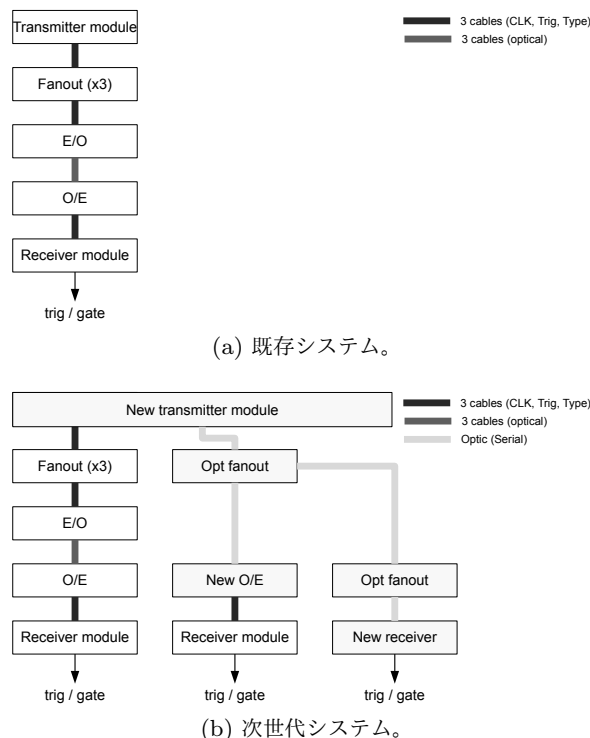 Transmitter module
3 cables (CLK, Trig, Type)
3 cables (optical)
Fanout (x3)
E/O
O/E
Receiver module
trig / gate
(a) 既存システム。
New transmitter module
3 cables (CLK, Trig, Type)
3 cables (optical)
Optic (Serial)
Fanout (x3)
Opt fanout
E/O
O/E
New O/E
Opt fanout
Receiver module
Receiver module
New receiver
trig / gate
trig / gate
trig / gate
(b) 次世代システム。